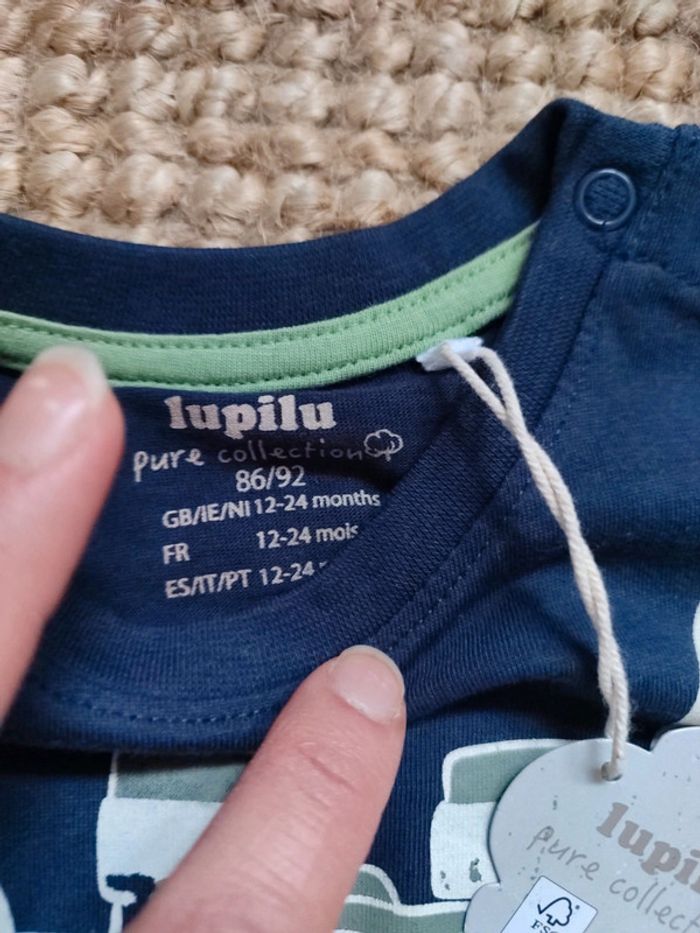 lupilu
pure collection
86/92
GB/IE/NI 12-24 months
FR 12-24 mois
ES/IT/PT 12-24
lupilu
pure collect
FS